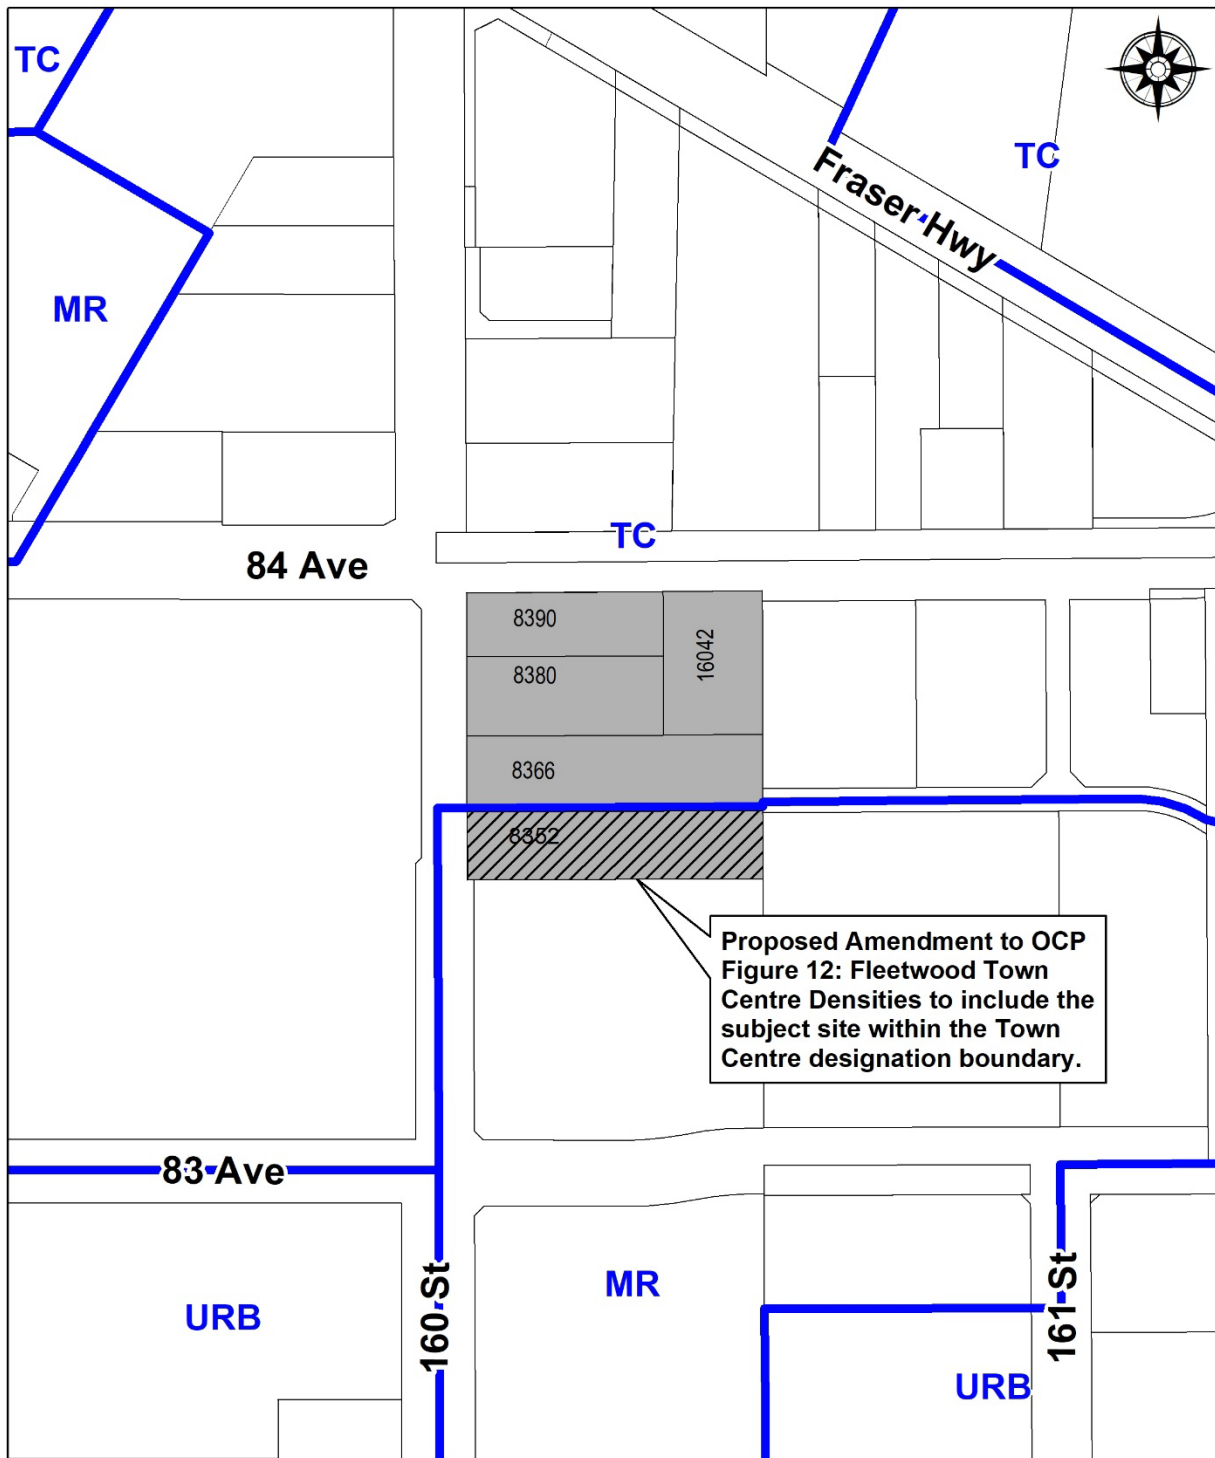 TC
TC
Fraser Hwy
MR
TC
84 Ave
8390
8380
16042
8366
8352
Proposed Amendment to OCP
Figure 12: Fleetwood Town
Centre Densities to include the
subject site within the Town
Centre designation boundary.
83 Ave
160 St
MR
161 St
URB
URB